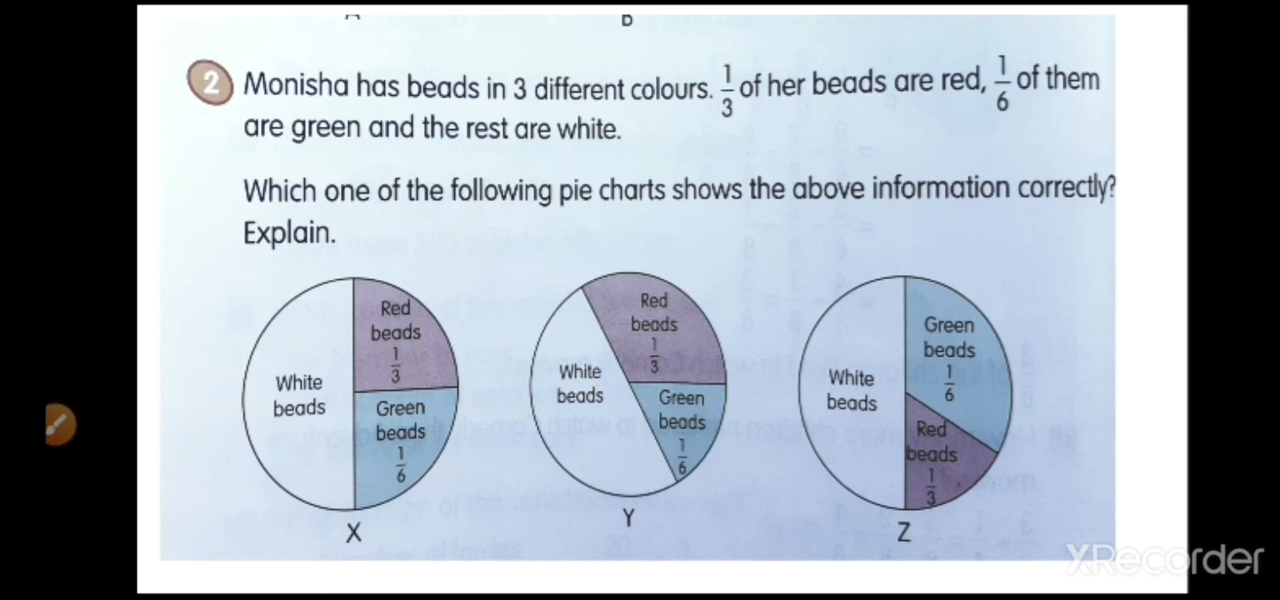 2 Monisha has beads in 3 different colours. 1/3 of her beads are red, 1/6 of them
are green and the rest are white.
Which one of the following pie charts shows the above information correctly?
Explain.
White
beads
Red
beads
1/3
Green
beads
1/6
X
White
beads
Red
beads
1/3
Green
beads
1/6
Y
White
beads
Green
beads
1/6
Red
beads
1/3
Z
XRecorder